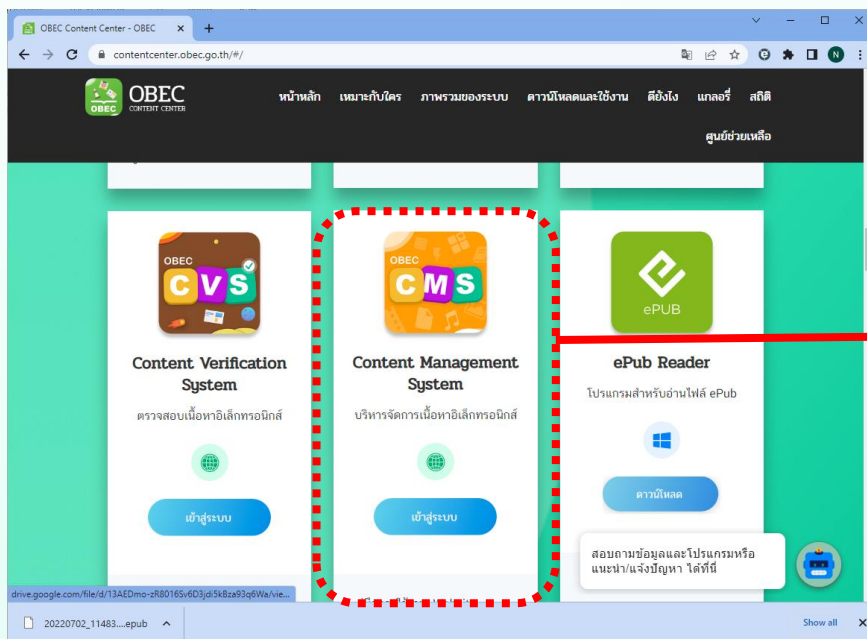 OBEC Content Center - OBEC
contentcenter.obec.go.th/#/
N
OBEC
OBEC
CONTENT CENTER
หน้าหลัก เหมาะกับใคร ภาพรวมของระบบ ดาวน์โหลดและใช้งาน ดียังไง แกลอรี่ สถิติ
ศูนย์ช่วยเหลือ
OBEC
CVS
Content Verification
System
ตรวจสอบเนื้อหาอิเล็กทรอนิกส์
เข้าสู่ระบบ
OBEC
CMS
Content Management
System
บริหารจัดการเนื้อหาอิเล็กทรอนิกส์
เข้าสู่ระบบ
ePUB
ePub Reader
โปรแกรมสำหรับอ่านไฟล์ ePub
ดาวน์โหลด
สอบถามข้อมูลและโปรแกรมหรือ
แนะนำ/แจ้งปัญหา ได้ที่นี่
drive.google.com/file/d/13AEDmo-zR8016Sv6D3jdi5kBza93q6Wa/vie...
20220702_11483....epub
Show all